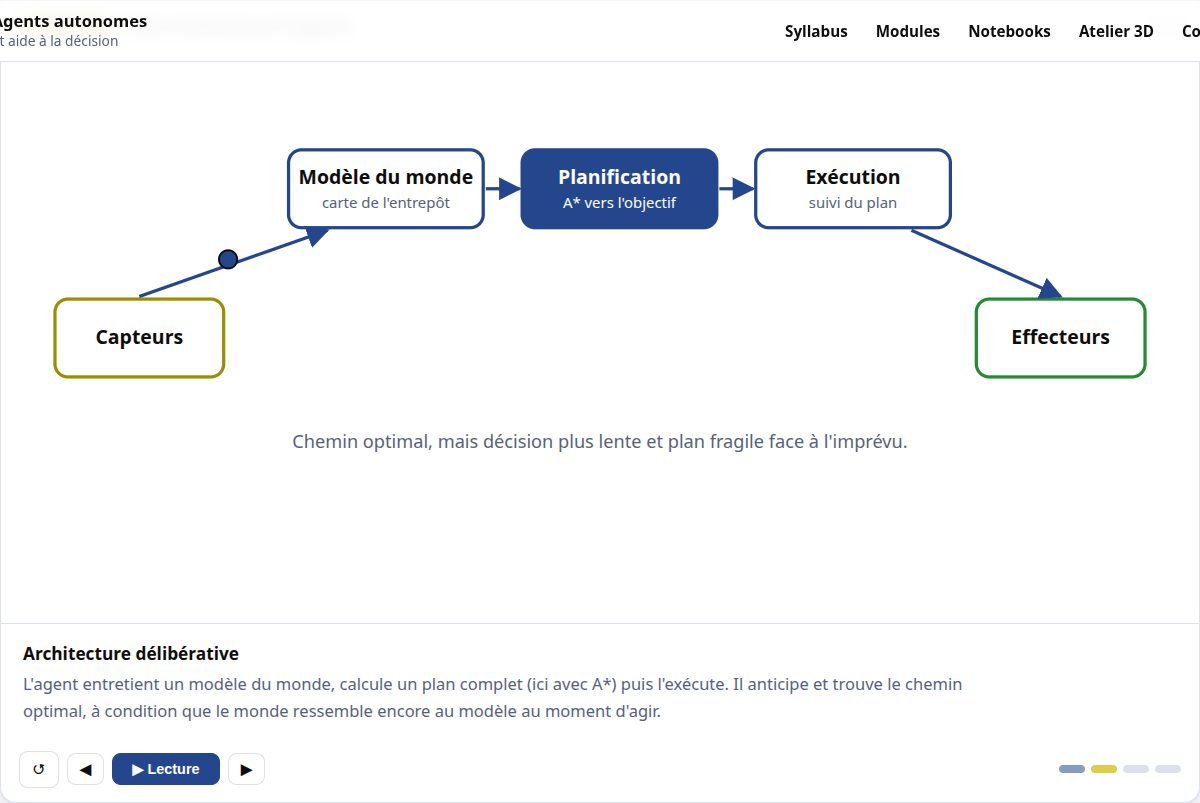 Agents autonomes
t aide à la décision
Syllabus Modules Notebooks Atelier 3D Co
Modèle du monde
carte de l'entrepôt
Planification
A* vers l'objectif
Exécution
suivi du plan
Capteurs
Effecteurs
Chemin optimal, mais décision plus lente et plan fragile face à l'imprévu.
Architecture délibérative
L'agent entretient un modèle du monde, calcule un plan complet (ici avec A*) puis l'exécute. Il anticipe et trouve le chemin
optimal, à condition que le monde ressemble encore au modèle au moment d'agir.
↺ ◀ ▶ Lecture ▶